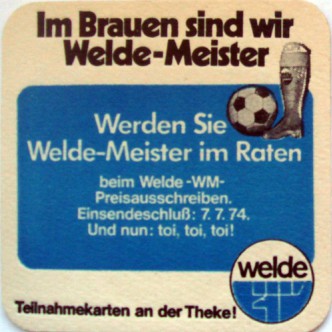 Im Brauen sind wir
Welde-Meister
Werden Sie
Welde-Meister im Raten
beim Welde-WM-
Preisausschreiben.
Einsendeschluß: 7. 7. 74.
Und nun: toi, toi, toi!
welde
Teilnahmekarten an der Theke!